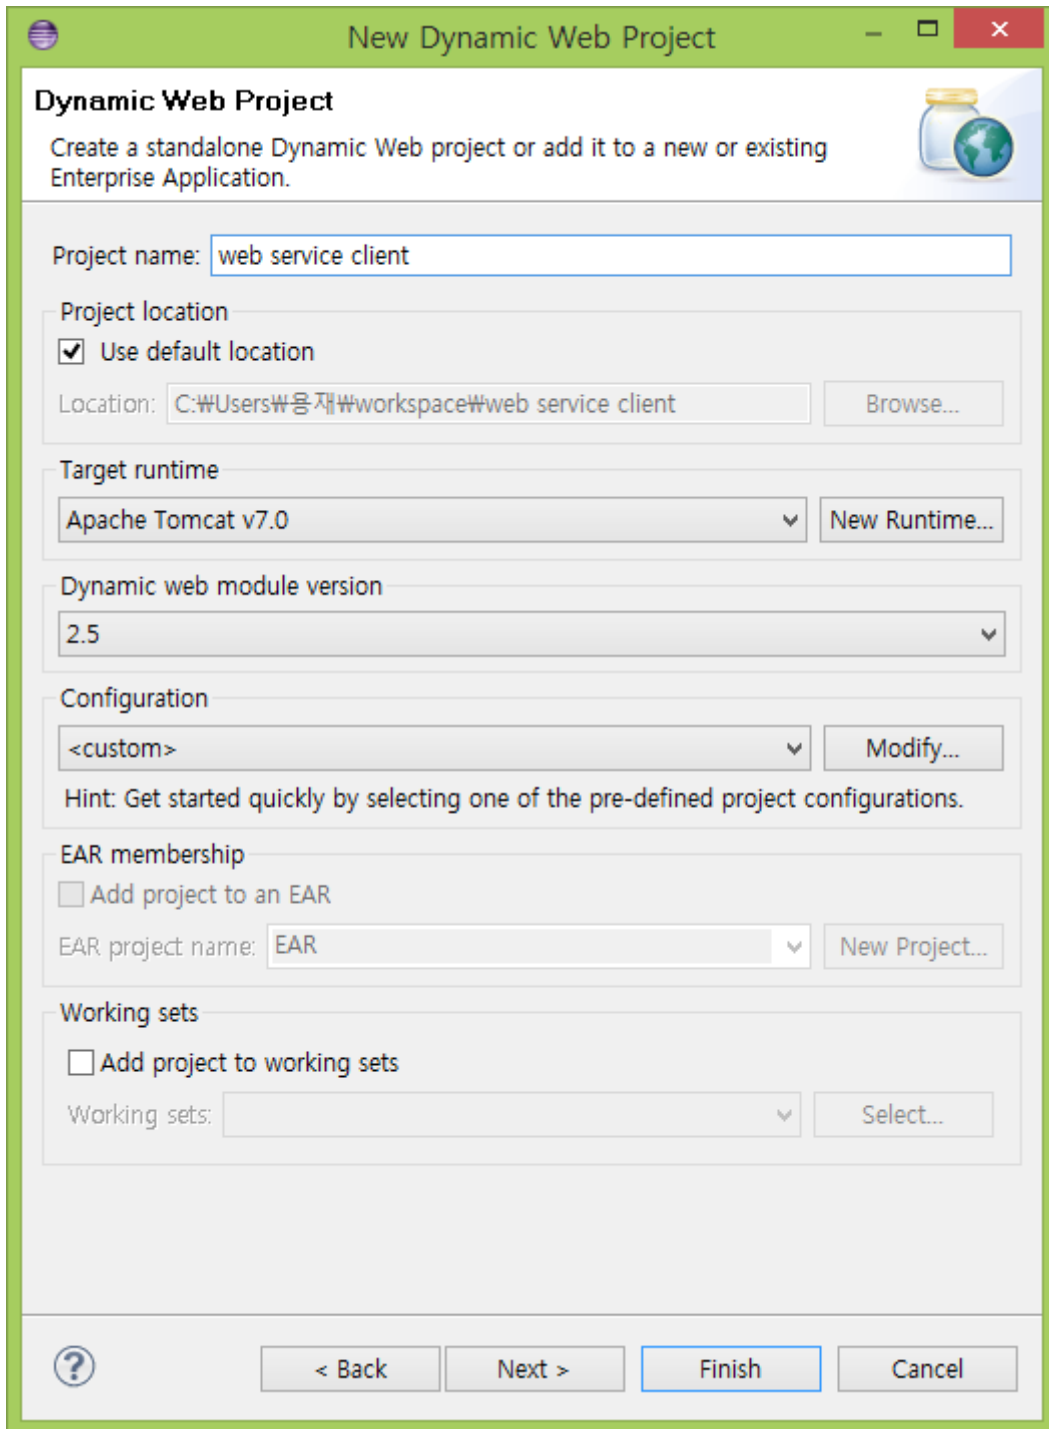 New Dynamic Web Project
Dynamic Web Project
Create a standalone Dynamic Web project or add it to a new or existing
Enterprise Application.
Project name: web service client
Project location
Use default location
Location: C:₩Users₩용재₩workspace₩web service client Browse...
Target runtime
Apache Tomcat v7.0 New Runtime...
Dynamic web module version
2.5
Configuration
<custom> Modify...
Hint: Get started quickly by selecting one of the pre-defined project configurations.
EAR membership
Add project to an EAR
EAR project name: EAR New Project...
Working sets
Add project to working sets
Working sets: Select...
? < Back Next > Finish Cancel